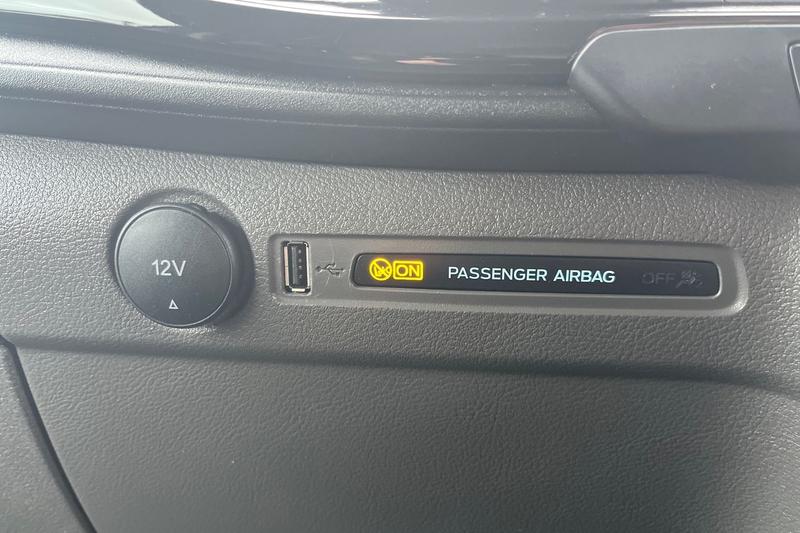 12V
ON PASSENGER AIRBAG OFF